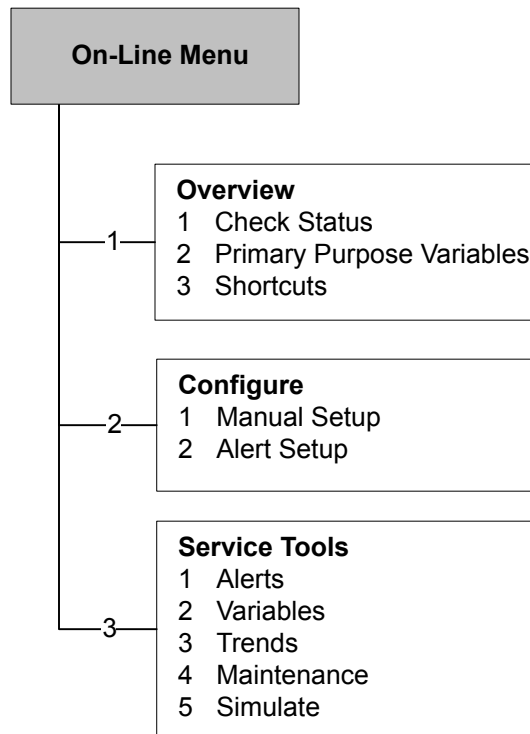 On-Line Menu
1
Overview
1 Check Status
2 Primary Purpose Variables
3 Shortcuts
2
Configure
1 Manual Setup
2 Alert Setup
3
Service Tools
1 Alerts
2 Variables
3 Trends
4 Maintenance
5 Simulate